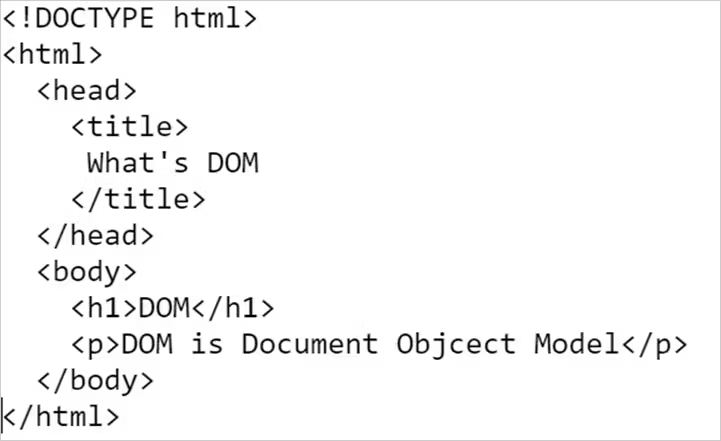 <!DOCTYPE html>
<html>
<head>
<title>
What's DOM
</title>
</head>
<body>
<h1>DOM</h1>
<p>DOM is Document Objcect Model</p>
</body>
</html>